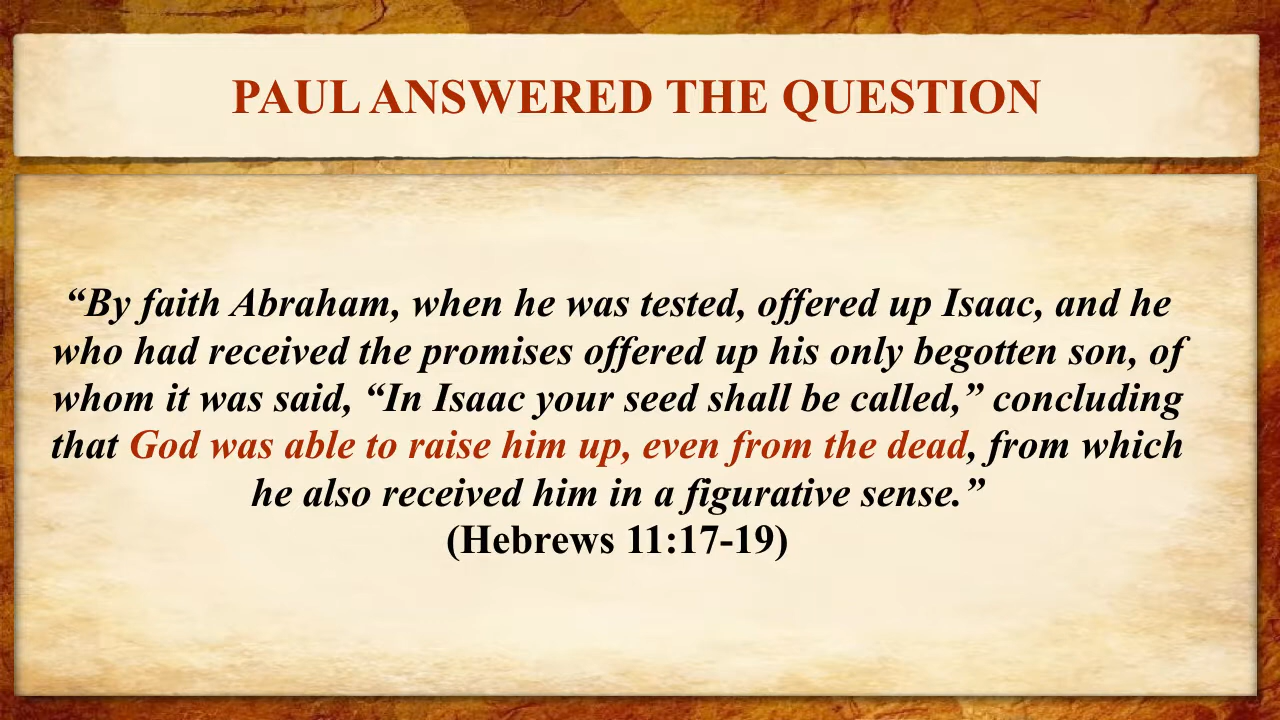 PAUL ANSWERED THE QUESTION
“By faith Abraham, when he was tested, offered up Isaac, and he
who had received the promises offered up his only begotten son, of
whom it was said, “In Isaac your seed shall be called,” concluding
that God was able to raise him up, even from the dead, from which
he also received him in a figurative sense.”
(Hebrews 11:17-19)